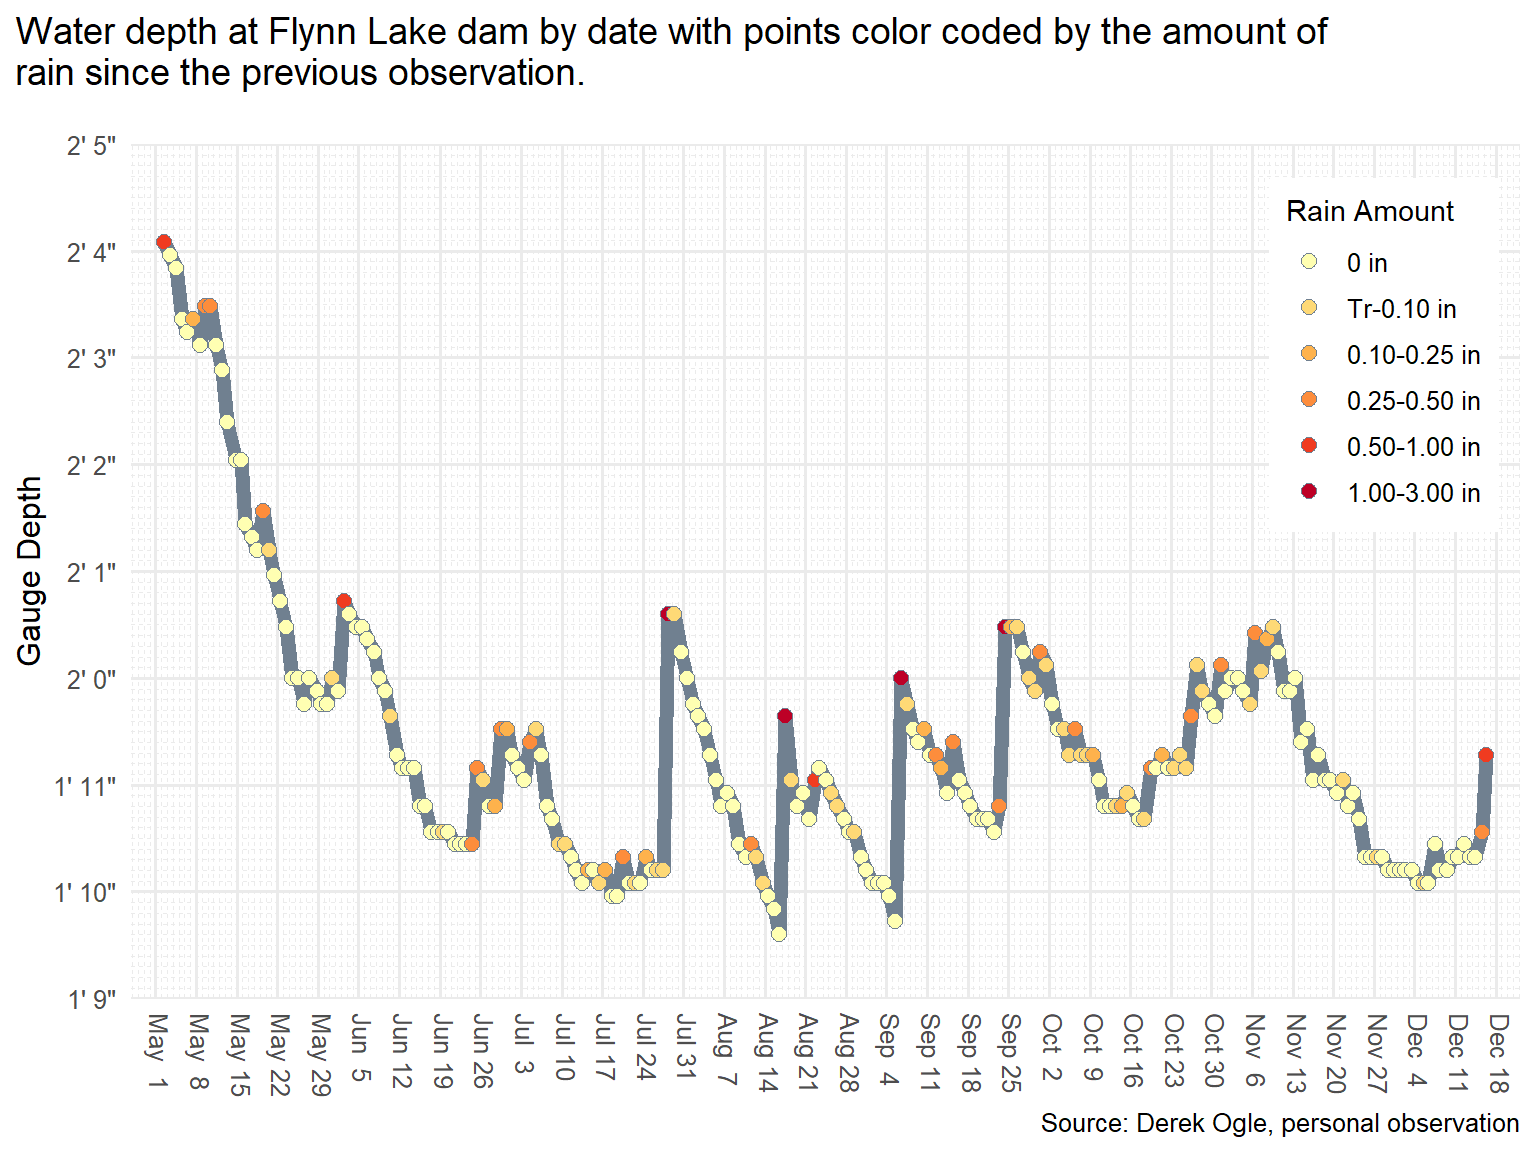 Water depth at Flynn Lake dam by date with points color coded by the amount of
rain since the previous observation.
Gauge Depth
2' 5"
2' 4"
2' 3"
2' 2"
2' 1"
2' 0"
1' 11"
1' 10"
1' 9"
Rain Amount
0 in
Tr-0.10 in
0.10-0.25 in
0.25-0.50 in
0.50-1.00 in
1.00-3.00 in
May 1
May 8
May 15
May 22
May 29
Jun 5
Jun 12
Jun 19
Jun 26
Jul 3
Jul 10
Jul 17
Jul 24
Jul 31
Aug 7
Aug 14
Aug 21
Aug 28
Sep 4
Sep 11
Sep 18
Sep 25
Oct 2
Oct 9
Oct 16
Oct 23
Oct 30
Nov 6
Nov 13
Nov 20
Nov 27
Dec 4
Dec 11
Dec 18
Source: Derek Ogle, personal observation